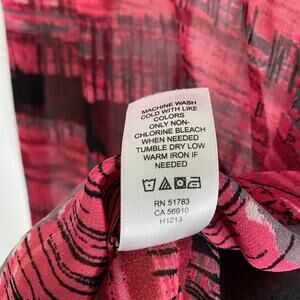 MACHINE WASH
COLD WITH LIKE
COLORS
ONLY NON-
CHLORINE BLEACH
WHEN NEEDED
TUMBLE DRY LOW
WARM IRON IF
NEEDED
RN 51783
CA 56910
H1213